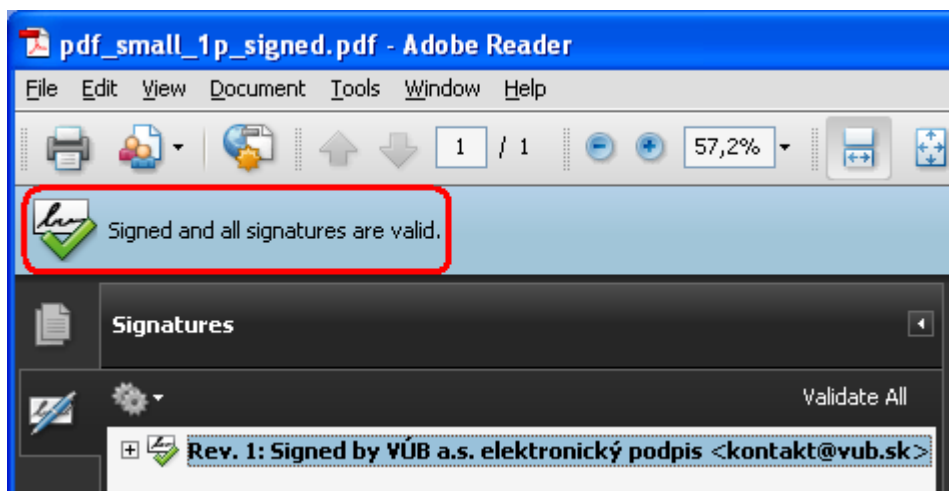 pdf_small_1p_signed.pdf - Adobe Reader
File Edit View Document Tools Window Help
1 / 1 57,2%
Signed and all signatures are valid.
Signatures
Validate All
Rev. 1: Signed by VÚB a.s. elektronický podpis <kontakt@vub.sk>